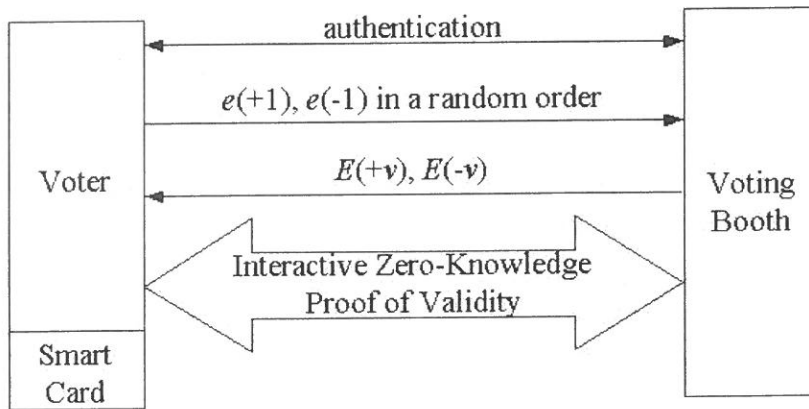 authentication
e(+1), e(-1) in a random order
Voter
E(+v), E(-v)
Voting
Booth
Interactive Zero-Knowledge
Proof of Validity
Smart
Card